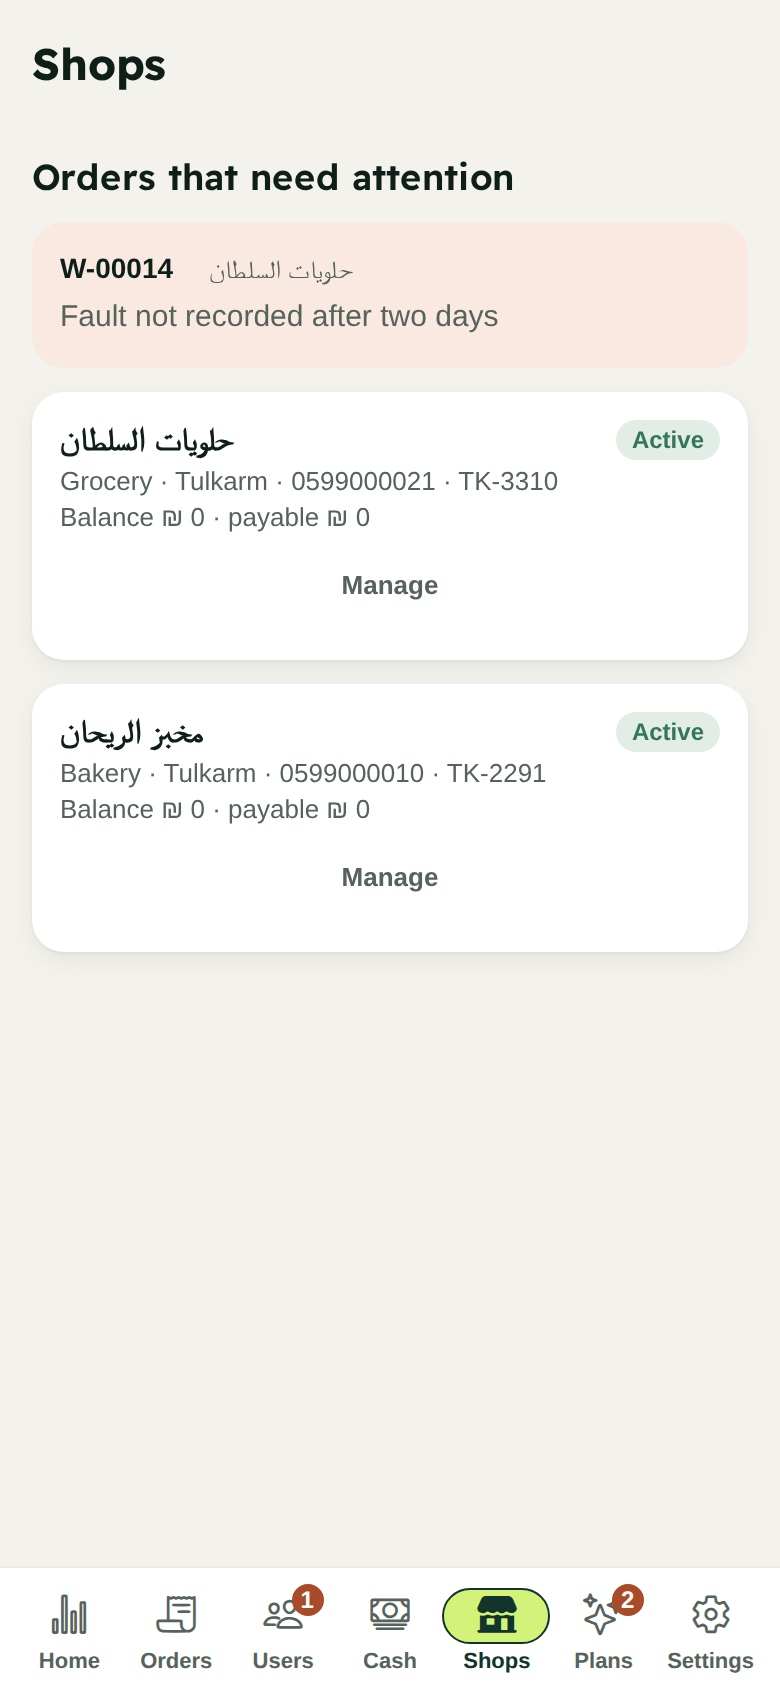 Shops
Orders that need attention
W-00014 حلويات السلطان
Fault not recorded after two days
حلويات السلطان Active
Grocery · Tulkarm · 0599000021 · TK-3310
Balance ₪ 0 · payable ₪ 0
Manage
مخبز الريحان Active
Bakery · Tulkarm · 0599000010 · TK-2291
Balance ₪ 0 · payable ₪ 0
Manage
1 2
Home Orders Users Cash Shops Plans Settings